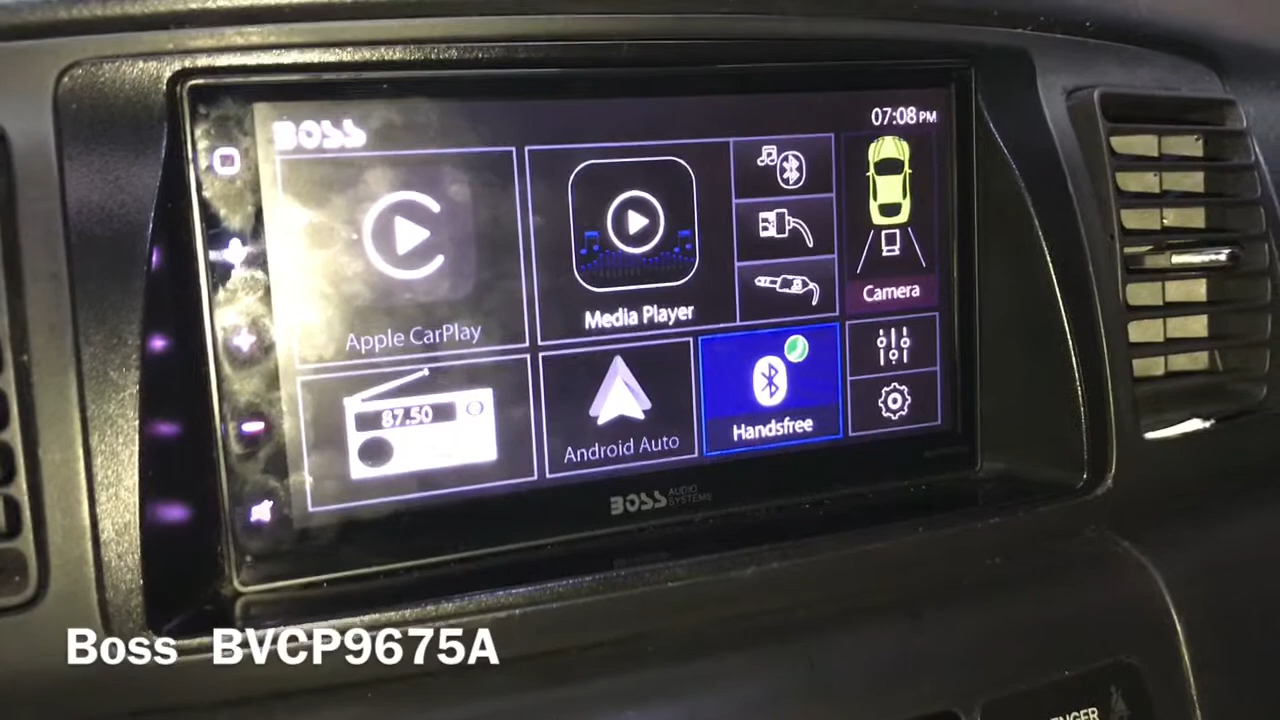 BOSS
07:08 PM
Apple CarPlay
Media Player
Camera
87.50
Android Auto
Handsfree
BOSS AUDIO SYSTEMS
Boss BVCP9675A